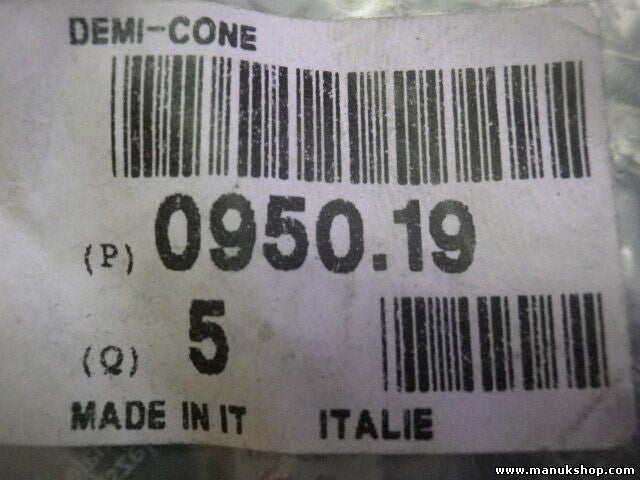 DEMI-CONE
(P) 0950.19
(Q) 5
MADE IN IT ITALIE
www.manukshop.com